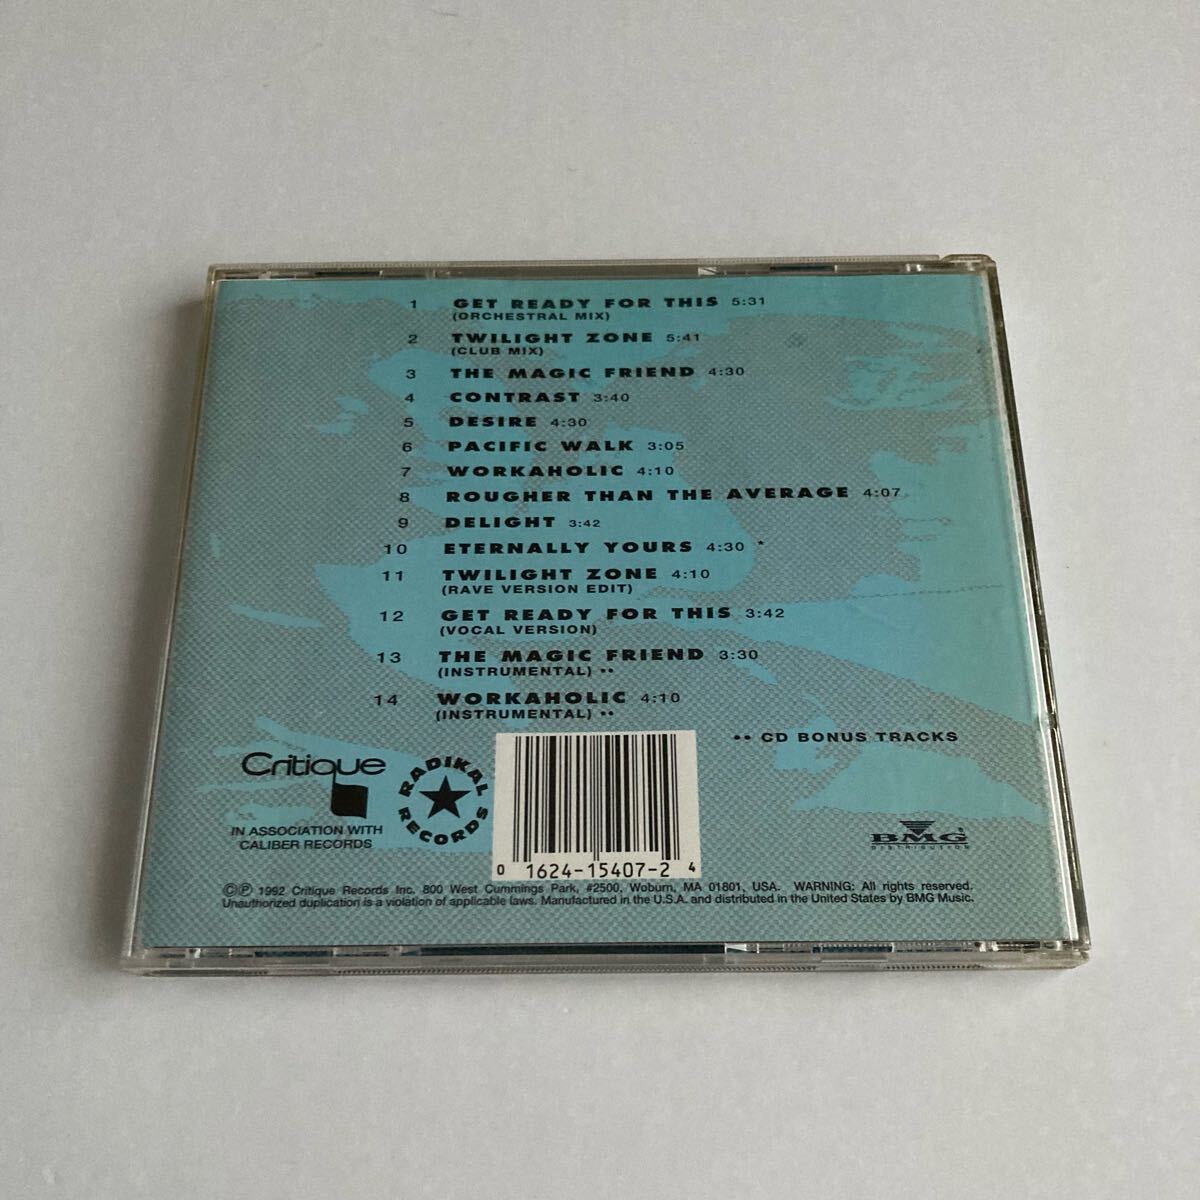 1 GET READY FOR THIS 5:31
(ORCHESTRAL MIX)
2 TWILIGHT ZONE 5:41
(CLUB MIX)
3 THE MAGIC FRIEND 4:30
4 CONTRAST 3:40
5 DESIRE 4:30
6 PACIFIC WALK 3:05
7 WORKAHOLIC 4:10
8 ROUGHER THAN THE AVERAGE 4:07
9 DELIGHT 3:42
10 ETERNALLY YOURS 4:30 *
11 TWILIGHT ZONE 4:10
(RAVE VERSION EDIT)
12 GET READY FOR THIS 3:42
(VOCAL VERSION)
13 THE MAGIC FRIEND 3:30
(INSTRUMENTAL) ••
14 WORKAHOLIC 4:10
(INSTRUMENTAL) ••
•• CD BONUS TRACKS
Critique
IN ASSOCIATION WITH
CALIBER RECORDS
RADIKAL
RECORDS
0 1624-15407-2 4
BMG
DISTRIBUTION
©℗ 1992 Critique Records Inc. 800 West Cummings Park, #2500, Woburn, MA 01801, USA. WARNING: All rights reserved.
Unauthorized duplication is a violation of applicable laws. Manufactured in the U.S.A. and distributed in the United States by BMG Music.